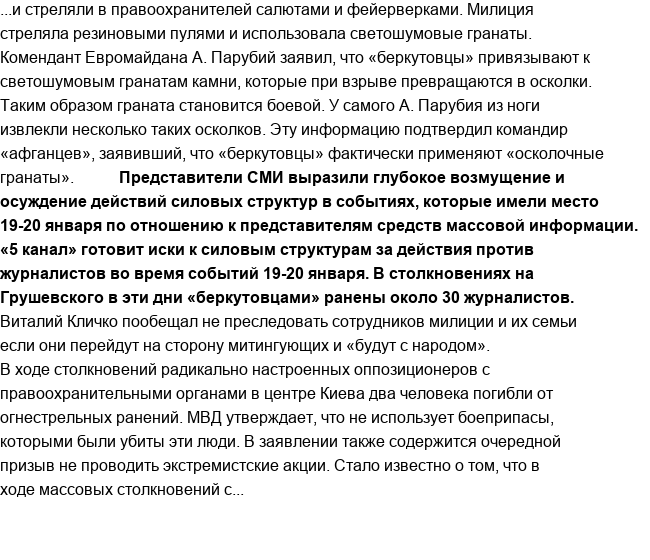 ...и стреляли в правоохранителей салютами и фейерверками. Милиция
стреляла резиновыми пулями и использовала светошумовые гранаты.
Комендант Евромайдана А. Парубий заявил, что «беркутовцы» привязывают к
светошумовым гранатам камни, которые при взрыве превращаются в осколки.
Таким образом граната становится боевой. У самого А. Парубия из ноги
извлекли несколько таких осколков. Эту информацию подтвердил командир
«афганцев», заявивший, что «беркутовцы» фактически применяют «осколочные
гранаты». Представители СМИ выразили глубокое возмущение и
осуждение действий силовых структур в событиях, которые имели место
19-20 января по отношению к представителям средств массовой информации.
«5 канал» готовит иски к силовым структурам за действия против
журналистов во время событий 19-20 января. В столкновениях на
Грушевского в эти дни «беркутовцами» ранены около 30 журналистов.
Виталий Кличко пообещал не преследовать сотрудников милиции и их семьи
если они перейдут на сторону митингующих и «будут с народом».
В ходе столкновений радикально настроенных оппозиционеров с
правоохранительными органами в центре Киева два человека погибли от
огнестрельных ранений. МВД утверждает, что не использует боеприпасы,
которыми были убиты эти люди. В заявлении также содержится очередной
призыв не проводить экстремистские акции. Стало известно о том, что в
ходе массовых столкновений с...